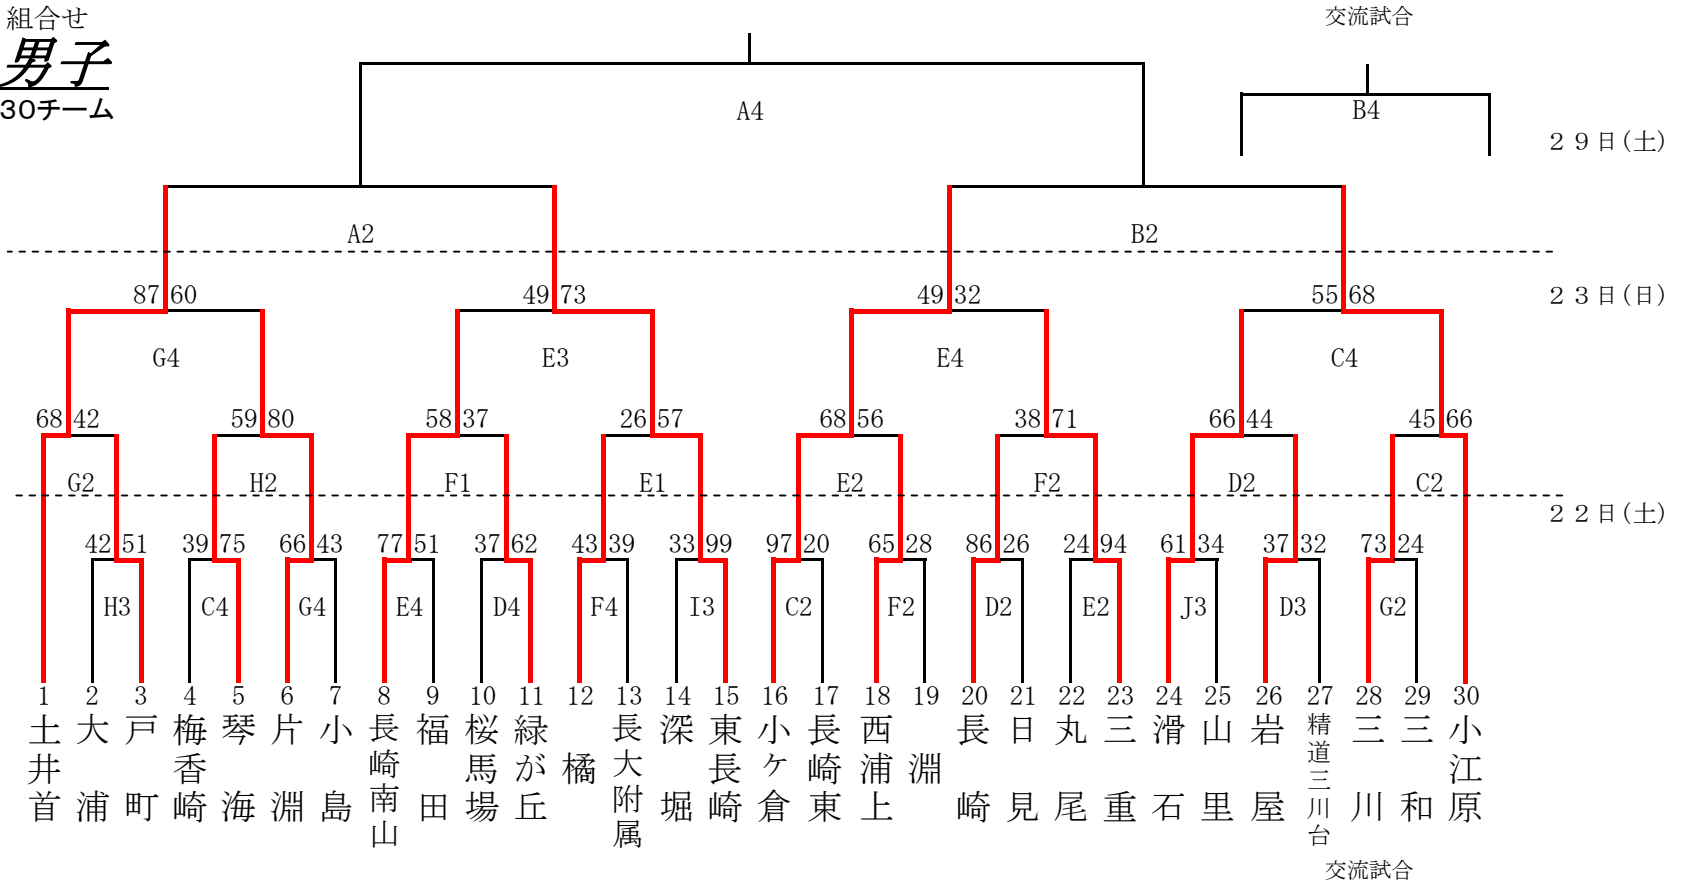 組合せ
交流試合
男子
30チーム
A4
B4
29日(土)
A2
B2
87 60
49 73
49 32
55 68
23日(日)
G4
E3
E4
C4
68 42
59 80
58 37
26 57
68 56
38 71
66 44
45 66
G2
H2
F1
E1
E2
F2
D2
C2
22日(土)
42 51
39 75
66 43
77 51
37 62
43 39
33 99
97 20
65 28
86 26
24 94
61 34
37 32
73 24
H3
C4
G4
E4
D4
F4
I3
C2
F2
D2
E2
J3
D3
G2
1 土井首
2 大浦
3 戸町
4 梅香崎
5 琴海
6 片淵
7 小島
8 長崎南山
9 福田
10 桜馬場
11 緑が丘
12 橘
13 長大附属
14 深堀
15 東長崎
16 小ケ倉
17 長崎東
18 西浦上
19 淵
20 長崎
21 日見
22 丸尾
23 三重
24 滑石
25 山里
26 岩屋
27 精道三川台
28 三川
29 三和
30 小江原
交流試合